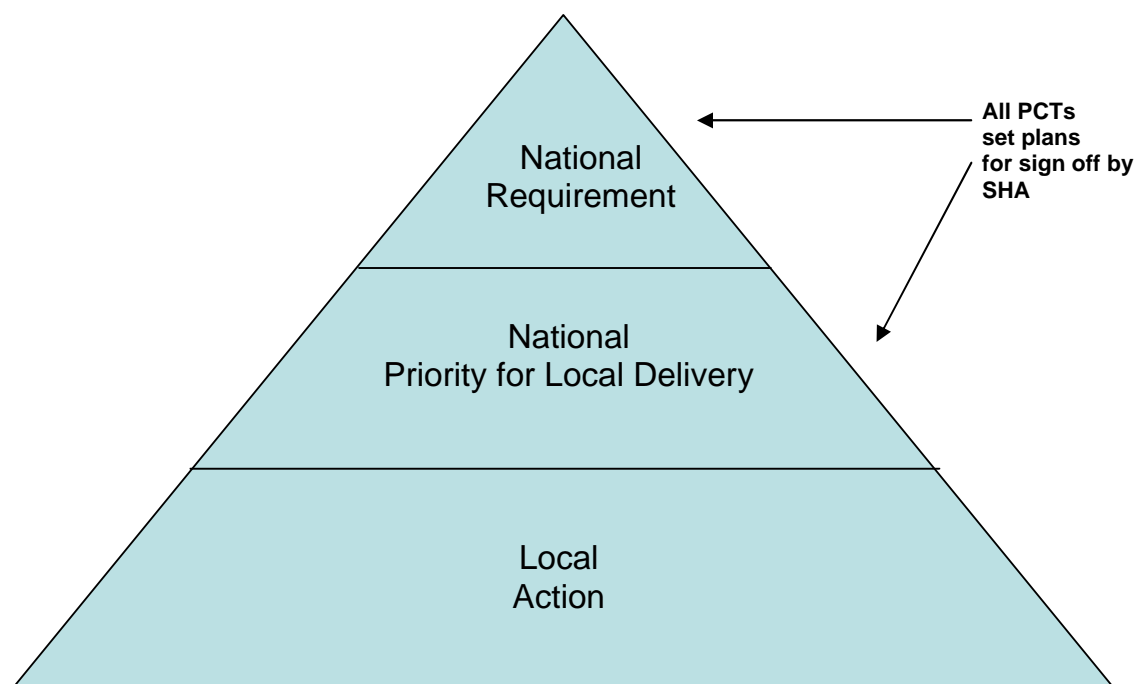 National
Requirement
All PCTs
set plans
for sign off by
SHA
National
Priority for Local Delivery
Local
Action